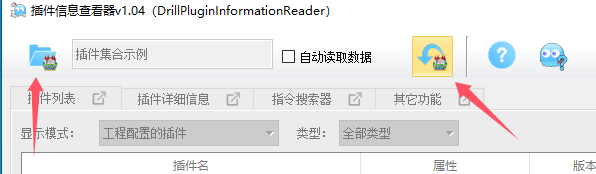 插件信息查看器v1.04（DrillPluginInformationReader）
插件集合示例
自动读取数据
插件列表 插件详细信息 指令搜索器 其它功能
显示模式： 工程配置的插件 类型： 全部类型
插件名 属性 版本